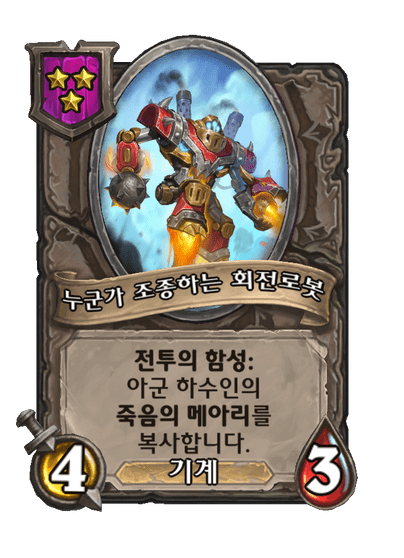 누군가 조종하는 회전로봇
전투의 함성:
아군 하수인의
죽음의 메아리를
복사합니다.
기계
4
3